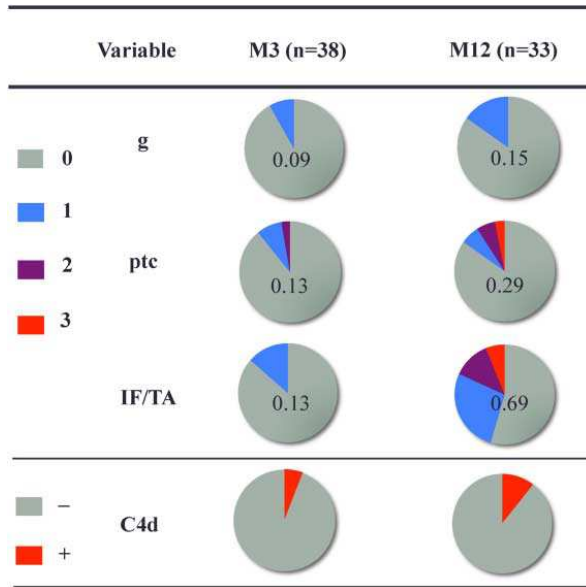 Variable M3 (n=38) M12 (n=33)
0 g 0.09 0.15
1
2 ptc 0.13 0.29
3
IF/TA 0.13 0.69
– C4d
+